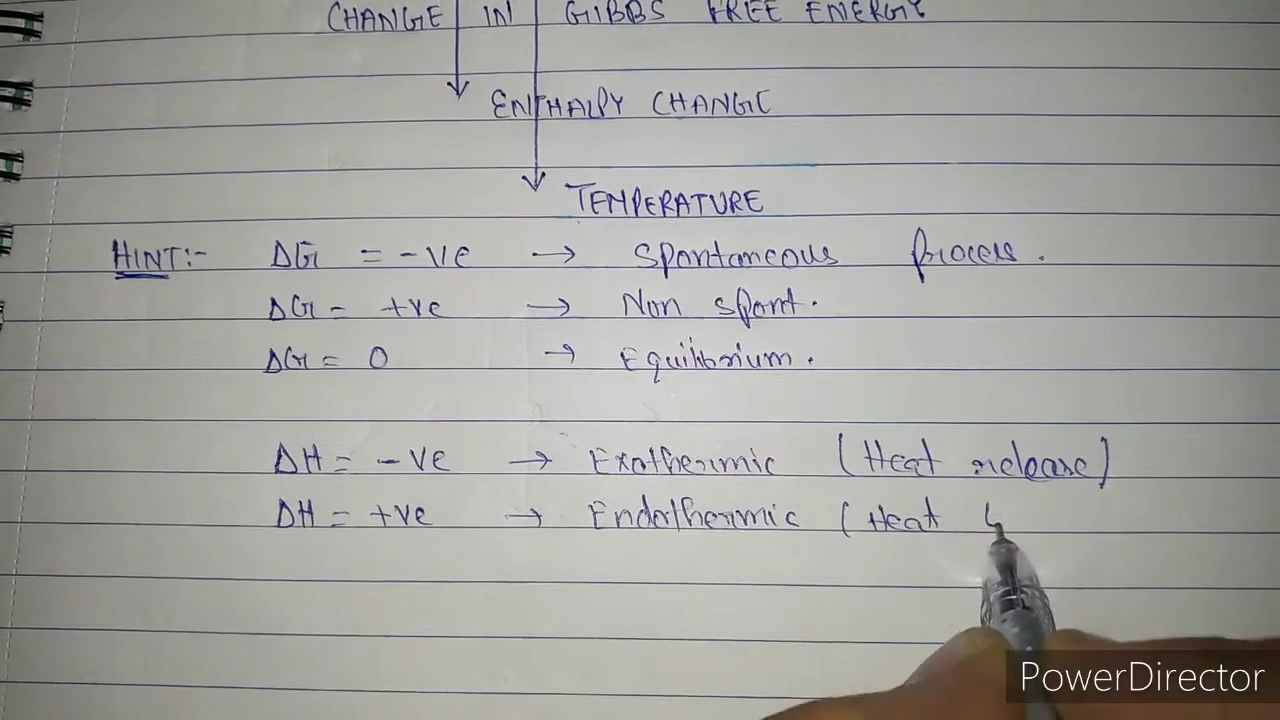 CHANGE IN GIBBS FREE ENERGY
ENTHALPY CHANGE
TEMPERATURE
HINT:- ΔG = -ve → Spontaneous Process.
ΔG = +ve → Non spont.
ΔG = 0 → Equilibrium.
ΔH = -ve → Exothermic (Heat release)
ΔH = +ve → Endothermic (Heat
PowerDirector